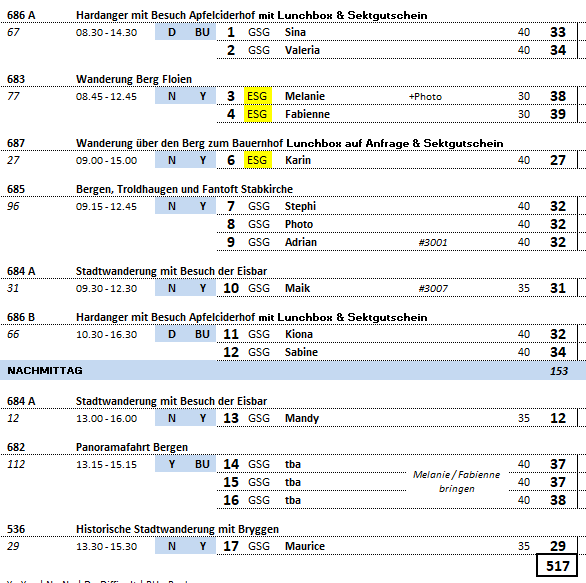 686 A Hardanger mit Besuch Apfelciderhof mit Lunchbox & Sektgutschein
67 08.30 - 14.30 D BU 1 GSG Sina 40 33
2 GSG Valeria 40 34
683 Wanderung Berg Floien
77 08.45 - 12.45 N Y 3 ESG Melanie +Photo 30 38
4 ESG Fabienne 30 39
687 Wanderung über den Berg zum Bauernhof Lunchbox auf Anfrage & Sektgutschein
27 09.00 - 15.00 N Y 6 ESG Karin 40 27
685 Bergen, Troldhaugen und Fantoft Stabkirche
96 09.15 - 12.45 N Y 7 GSG Stephi 40 32
8 GSG Photo 40 32
9 GSG Adrian #3001 40 32
684 A Stadtwanderung mit Besuch der Eisbar
31 09.30 - 12.30 N Y 10 GSG Maik #3007 35 31
686 B Hardanger mit Besuch Apfelciderhof mit Lunchbox & Sektgutschein
66 10.30 - 16.30 D BU 11 GSG Kiona 40 32
12 GSG Sabine 40 34
NACHMITTAG 153
684 A Stadtwanderung mit Besuch der Eisbar
12 13.00 - 16.00 N Y 13 GSG Mandy 35 12
682 Panoramafahrt Bergen
112 13.15 - 15.15 Y BU 14 GSG tba 40 37
15 GSG tba Melanie / Fabienne bringen 40 37
16 GSG tba 40 38
536 Historische Stadtwanderung mit Bryggen
29 13.30 - 15.30 N Y 17 GSG Maurice 35 29
517